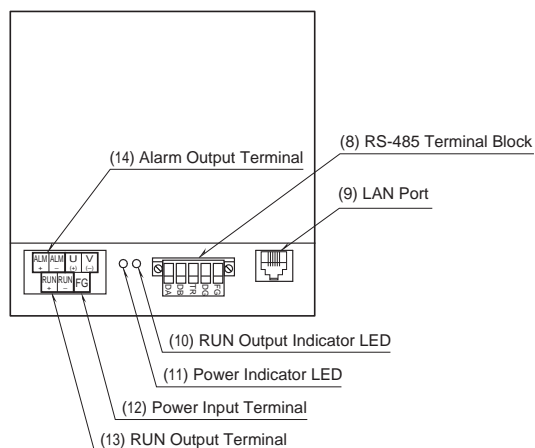 (14) Alarm Output Terminal
(8) RS-485 Terminal Block
(9) LAN Port
ALM ALM U V
+ − (+) (−)
RUN RUN FG
+ −
DA DB TR DG FG
(10) RUN Output Indicator LED
(11) Power Indicator LED
(12) Power Input Terminal
(13) RUN Output Terminal